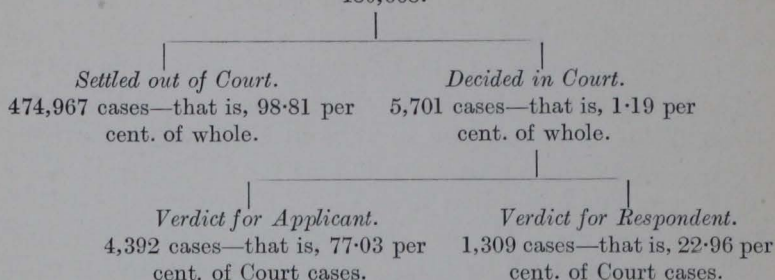 Settled out of Court.
474,967 cases—that is, 98·81 per
cent. of whole.
Decided in Court.
5,701 cases—that is, 1·19 per
cent. of whole.
Verdict for Applicant.
4,392 cases—that is, 77·03 per
cent. of Court cases.
Verdict for Respondent.
1,309 cases—that is, 22·96 per
cent. of Court cases.